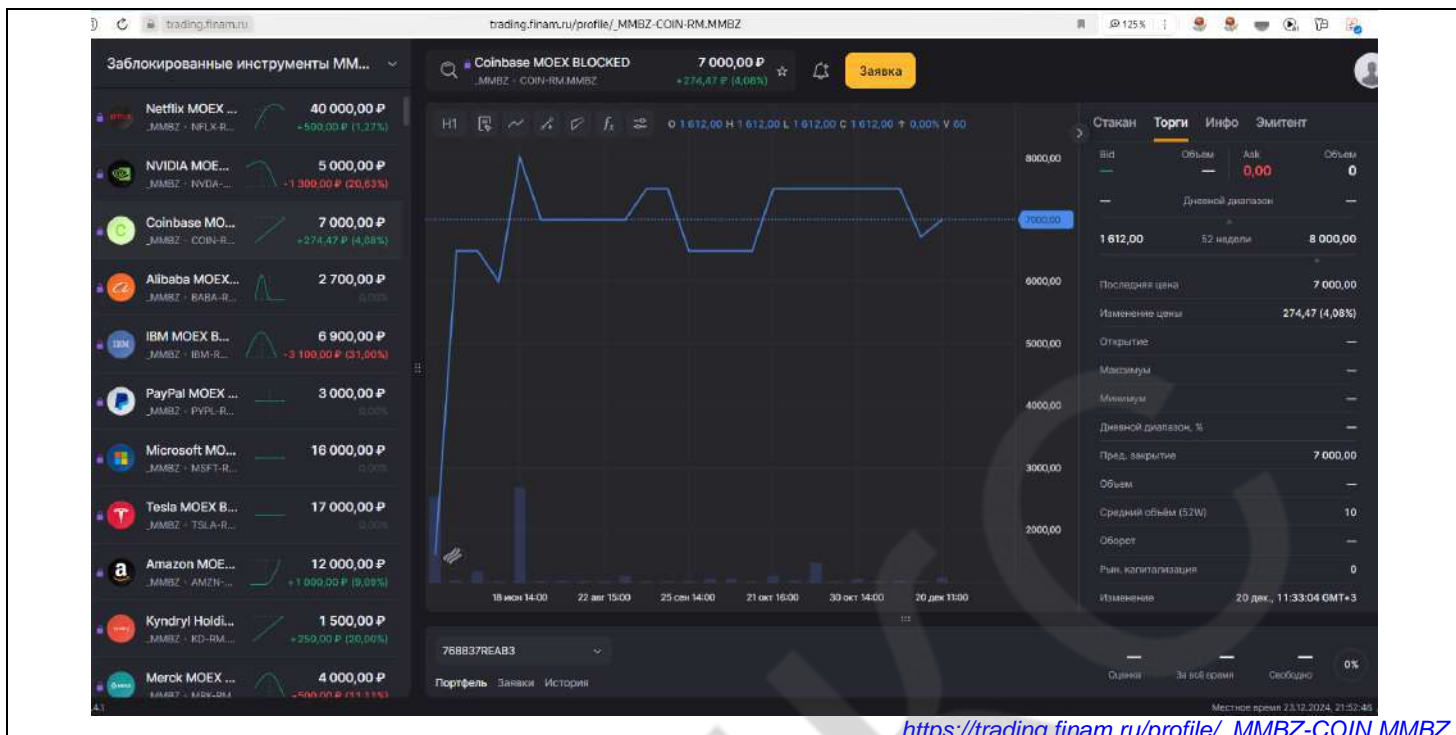 trading.finam.ru
trading.finam.ru/profile/_MMBZ-COIN-RM.MMBZ
125 %
Заблокированные инструменты MM...
Coinbase MOEX BLOCKED
_MMBZ · COIN-RM.MMBZ
7 000,00 ₽
+274,47 ₽ (4,08%)
Заявка
Netflix MOEX ...
40 000,00 ₽
_MMBZ · NFLX-R...
+500,00 ₽ (1,27%)
NVIDIA MOE...
5 000,00 ₽
_MMBZ · NVDA-...
-1 300,00 ₽ (20,63%)
Coinbase MO...
7 000,00 ₽
_MMBZ · COIN-R...
+274,47 ₽ (4,08%)
Alibaba MOEX...
2 700,00 ₽
_MMBZ · BABA-R...
0,00%
IBM MOEX B...
6 900,00 ₽
_MMBZ · IBM-R...
-3 100,00 ₽ (31,00%)
PayPal MOEX ...
3 000,00 ₽
_MMBZ · PYPL-R...
0,00%
Microsoft MO...
16 000,00 ₽
_MMBZ · MSFT-R...
0,00%
Tesla MOEX B...
17 000,00 ₽
_MMBZ · TSLA-R...
0,00%
Amazon MOE...
12 000,00 ₽
_MMBZ · AMZN-...
+1 000,00 ₽ (9,09%)
Kyndryl Holdi...
1 500,00 ₽
_MMBZ · KD-RM....
+250,00 ₽ (20,00%)
Merck MOEX ...
4 000,00 ₽
_MMBZ · MRK-RM
-500,00 ₽ (11,11%)
H1
O 1 612,00 H 1 612,00 L 1 612,00 C 1 612,00 ↑ 0,00% V 60
8000,00
7000,00
6000,00
5000,00
4000,00
3000,00
2000,00
18 июн 14:00
22 авг 15:00
25 сен 14:00
21 окт 16:00
30 окт 14:00
20 дек 11:00
Стакан Торги Инфо Эмитент
Bid Объем Ask Объем
— — 0,00 0
— Дневной диапазон —
1 612,00 52 недели 8 000,00
Последняя цена 7 000,00
Изменение цены 274,47 (4,08%)
Открытие —
Максимум —
Минимум —
Дневной диапазон, % —
Пред. закрытие 7 000,00
Объем —
Средний объём (52W) 10
Оборот —
Рын. капитализация 0
Изменение 20 дек., 11:33:04 GMT+3
768837REAB3
Портфель Заявки История
— — —
Оценка За всё время Свободно
0%
.4.1
Местное время 23.12.2024, 21:52:46
https://trading.finam.ru/profile/_MMBZ-COIN.MMBZ